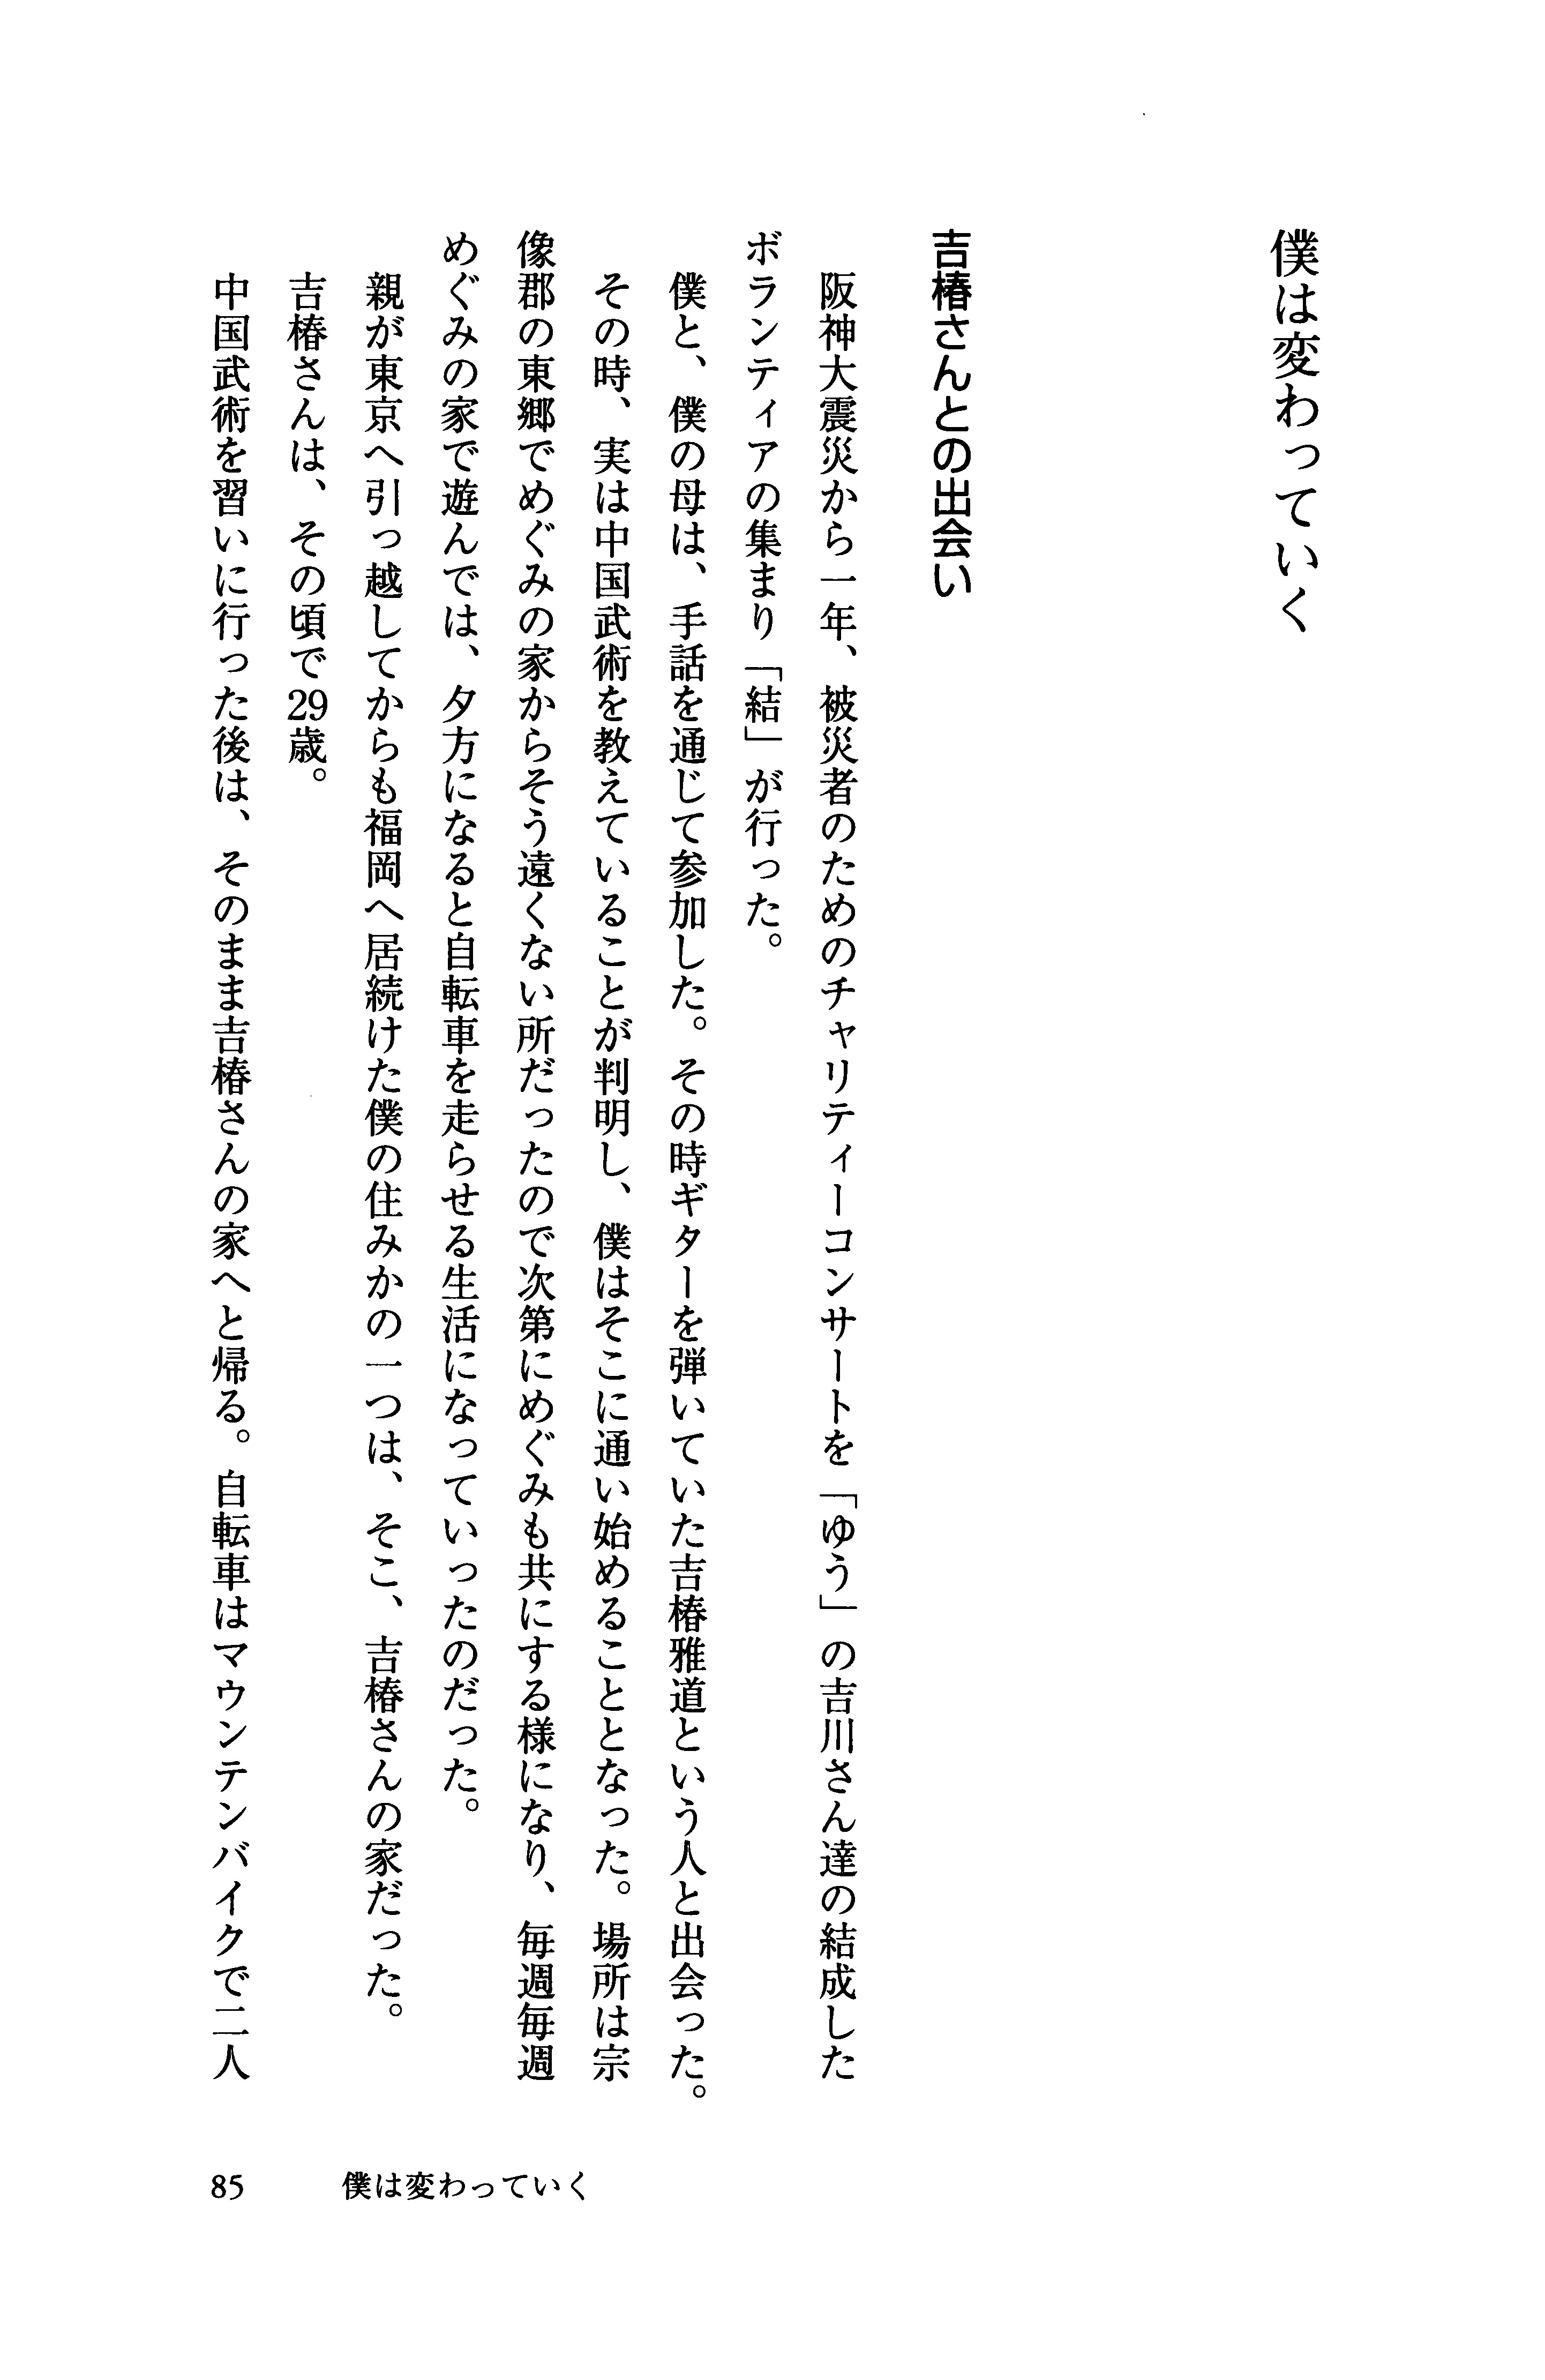 僕は変わっていく
吉椿さんとの出会い
阪神大震災から一年、被災者のためのチャリティーコンサートを「ゆう」の吉川さん達の結成した
ボランティアの集まり「結」が行った。
僕と、僕の母は、手話を通じて参加した。その時ギターを弾いていた吉椿雅道という人と出会った。
その時、実は中国武術を教えていることが判明し、僕はそこに通い始めることとなった。場所は宗
像郡の東郷でめぐみの家からそう遠くない所だったので次第にめぐみも共にする様になり、毎週毎週
めぐみの家で遊んでは、夕方になると自転車を走らせる生活になっていったのだった。
親が東京へ引っ越してからも福岡へ居続けた僕の住みかの一つは、そこ、吉椿さんの家だった。
吉椿さんは、その頃で29歳。
中国武術を習いに行った後は、そのまま吉椿さんの家へと帰る。自転車はマウンテンバイクで二人
85 僕は変わっていく